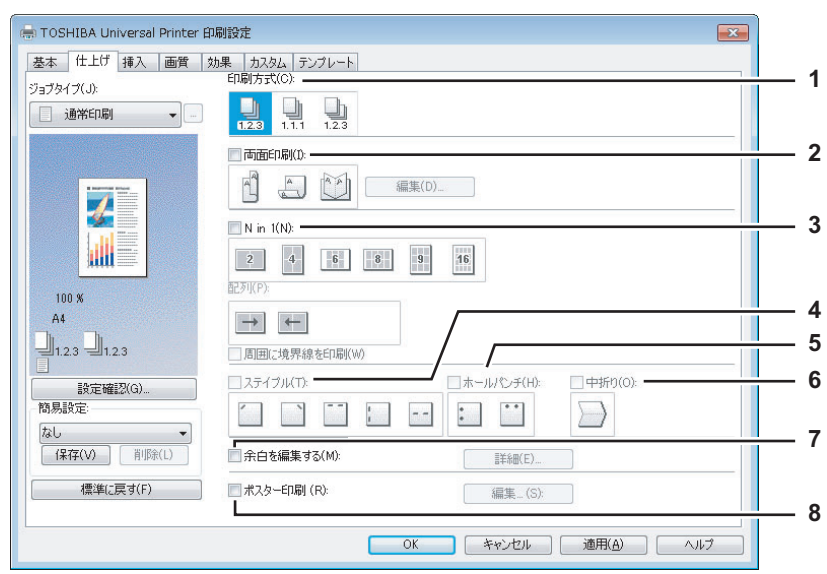 TOSHIBA Universal Printer 印刷設定
基本 仕上げ 挿入 画質 効果 カスタム テンプレート
ジョブタイプ(J):
通常印刷
...
100 %
A4
1.2.3 1.2.3
設定確認(G)...
簡易設定:
なし
保存(V) 削除(L)
標準に戻す(F)
印刷方式(C):
1.2.3 1.1.1 1.2.3
両面印刷(I):
編集(D)...
N in 1(N):
2 4 6 8 9 16
配列(P):
周囲に境界線を印刷(W)
ステイプル(T): ホールパンチ(H): 中折り(O):
余白を編集する(M): 詳細(E)...
ポスター印刷 (R): 編集...(S):
OK キャンセル 適用(A) ヘルプ
1
2
3
4
5
6
7
8